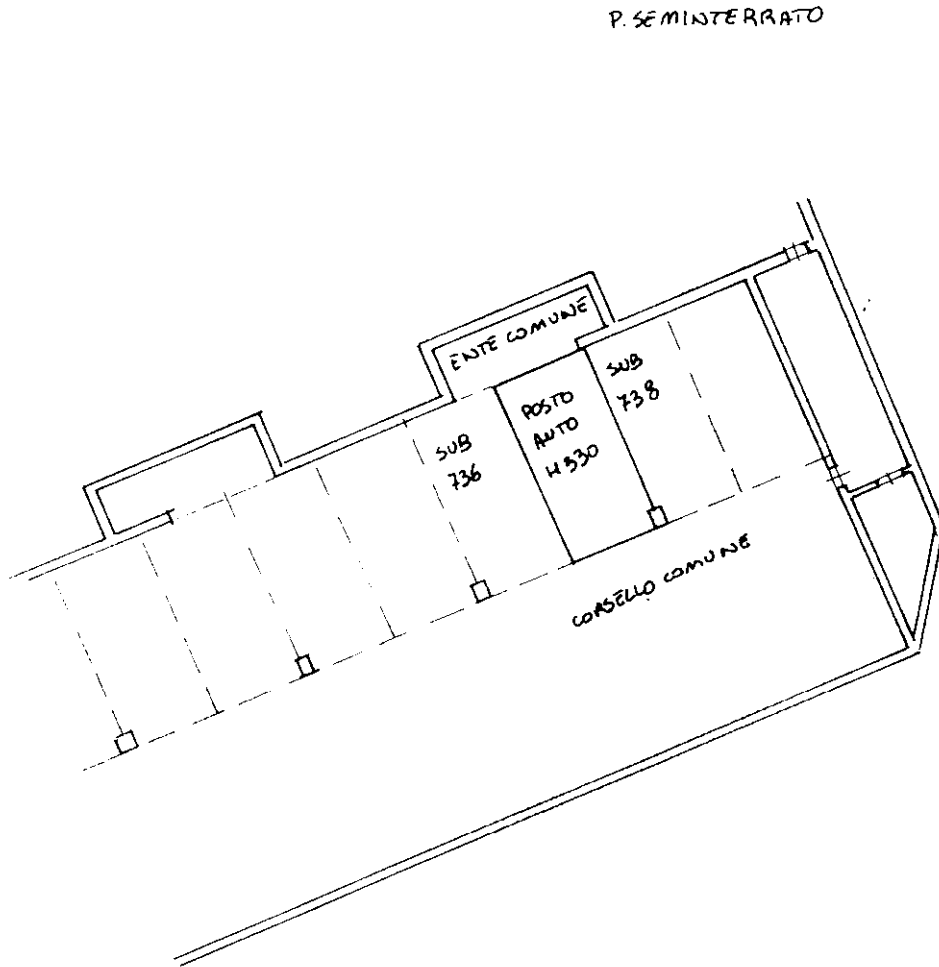 P. SEMINTERRATO
ENTE COMUNE
SUB
738
POSTO
AUTO
H 330
SUB
736
CORSELLO COMUNE